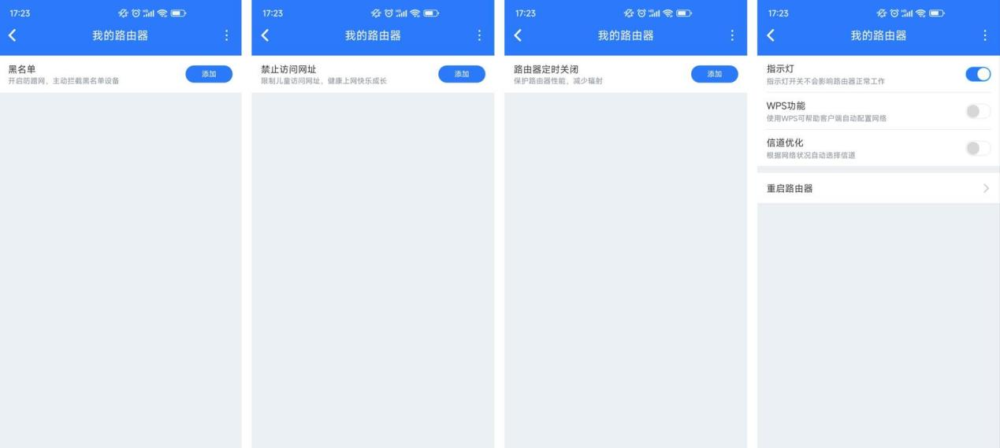 17:23
我的路由器
黑名单
开启防蹭网，主动拦截黑名单设备
添加
17:23
我的路由器
禁止访问网址
限制儿童访问网址，健康上网快乐成长
添加
17:23
我的路由器
路由器定时关闭
保护路由器性能，减少辐射
添加
17:23
我的路由器
指示灯
指示灯开关不会影响路由器正常工作
WPS功能
使用WPS可帮助客户端自动配置网络
信道优化
根据网络状况自动选择信道
重启路由器